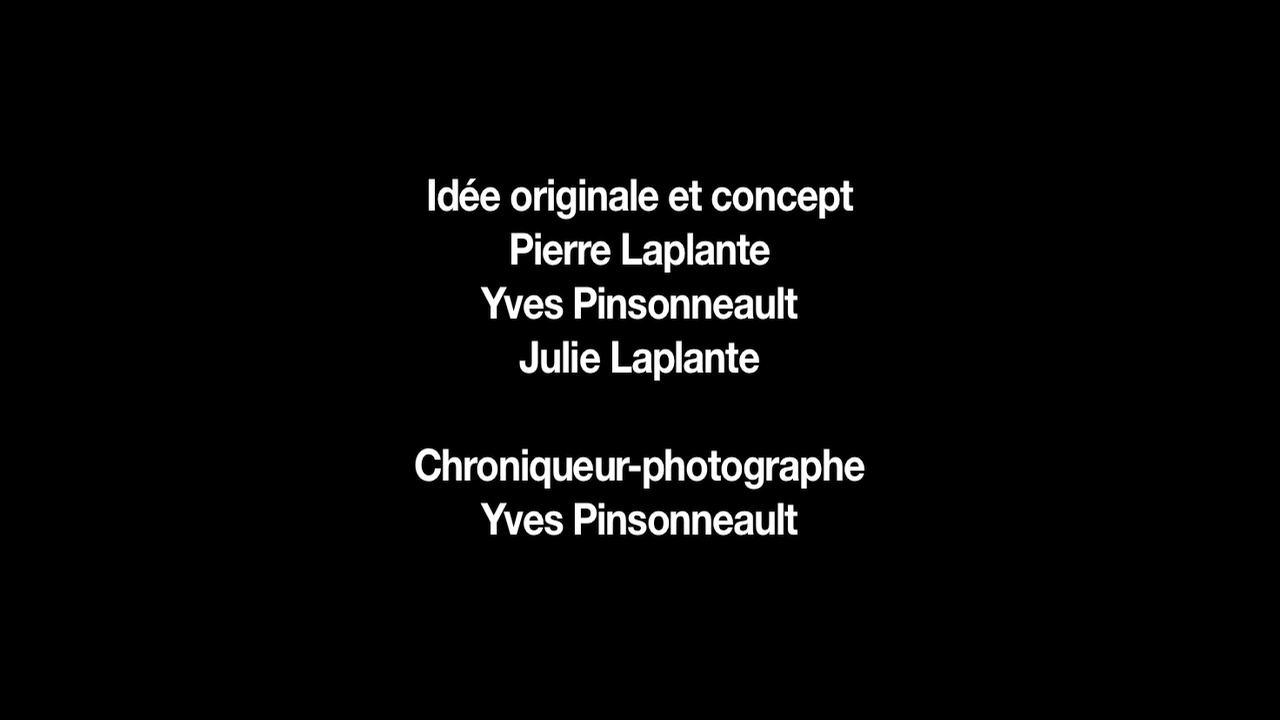 Idée originale et concept
Pierre Laplante
Yves Pinsonneault
Julie Laplante
Chroniqueur-photographe
Yves Pinsonneault